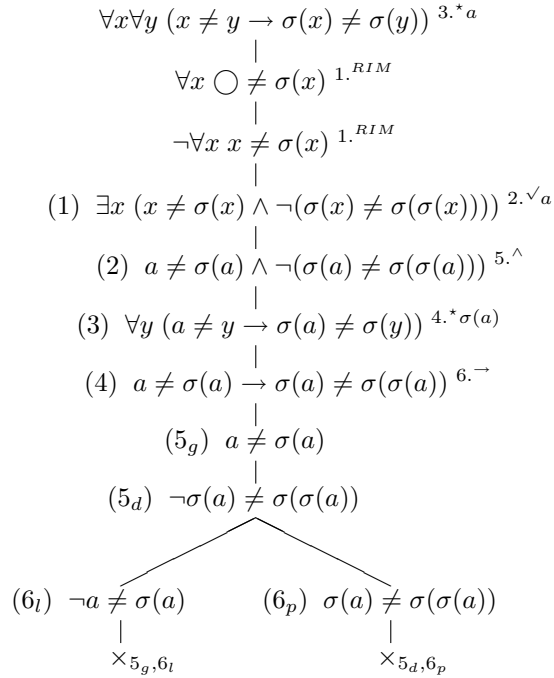 ∀x∀y (x ≠ y → σ(x) ≠ σ(y)) 3.⋆a
∀x ◯ ≠ σ(x) 1.RIM
¬∀x x ≠ σ(x) 1.RIM
(1) ∃x (x ≠ σ(x) ∧ ¬(σ(x) ≠ σ(σ(x)))) 2.√a
(2) a ≠ σ(a) ∧ ¬(σ(a) ≠ σ(σ(a))) 5.∧
(3) ∀y (a ≠ y → σ(a) ≠ σ(y)) 4.⋆σ(a)
(4) a ≠ σ(a) → σ(a) ≠ σ(σ(a)) 6.→
(5g) a ≠ σ(a)
(5d) ¬σ(a) ≠ σ(σ(a))
(6l) ¬a ≠ σ(a) (6p) σ(a) ≠ σ(σ(a))
×5g,6l ×5d,6p